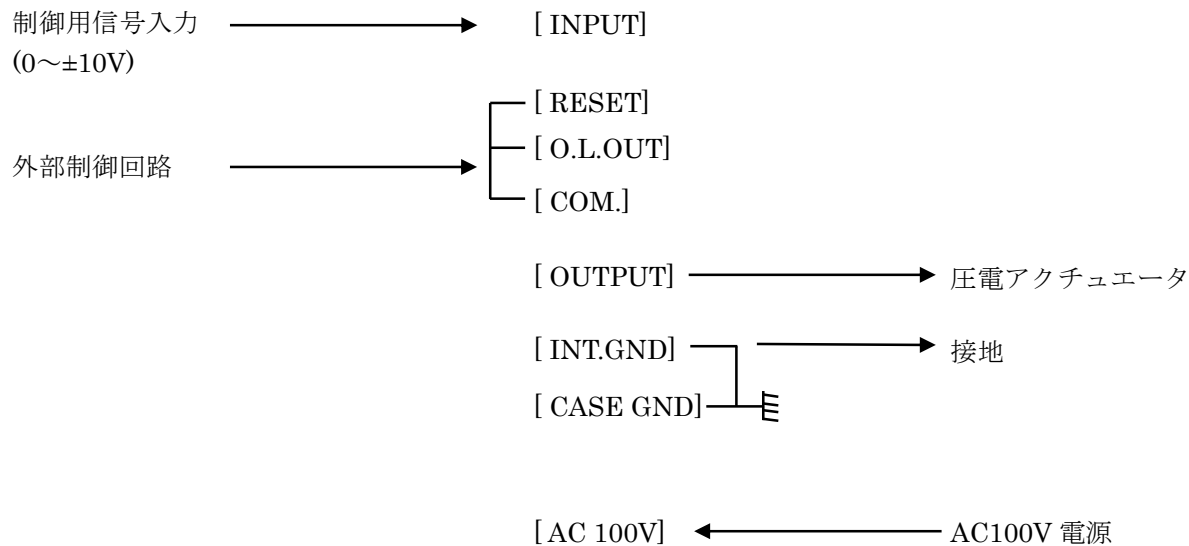 制御用信号入力
(0～±10V)
[ INPUT]
[ RESET]
[ O.L.OUT]
外部制御回路
[ COM.]
[ OUTPUT]
圧電アクチュエータ
[ INT.GND]
接地
[ CASE GND]
[ AC 100V]
AC100V 電源